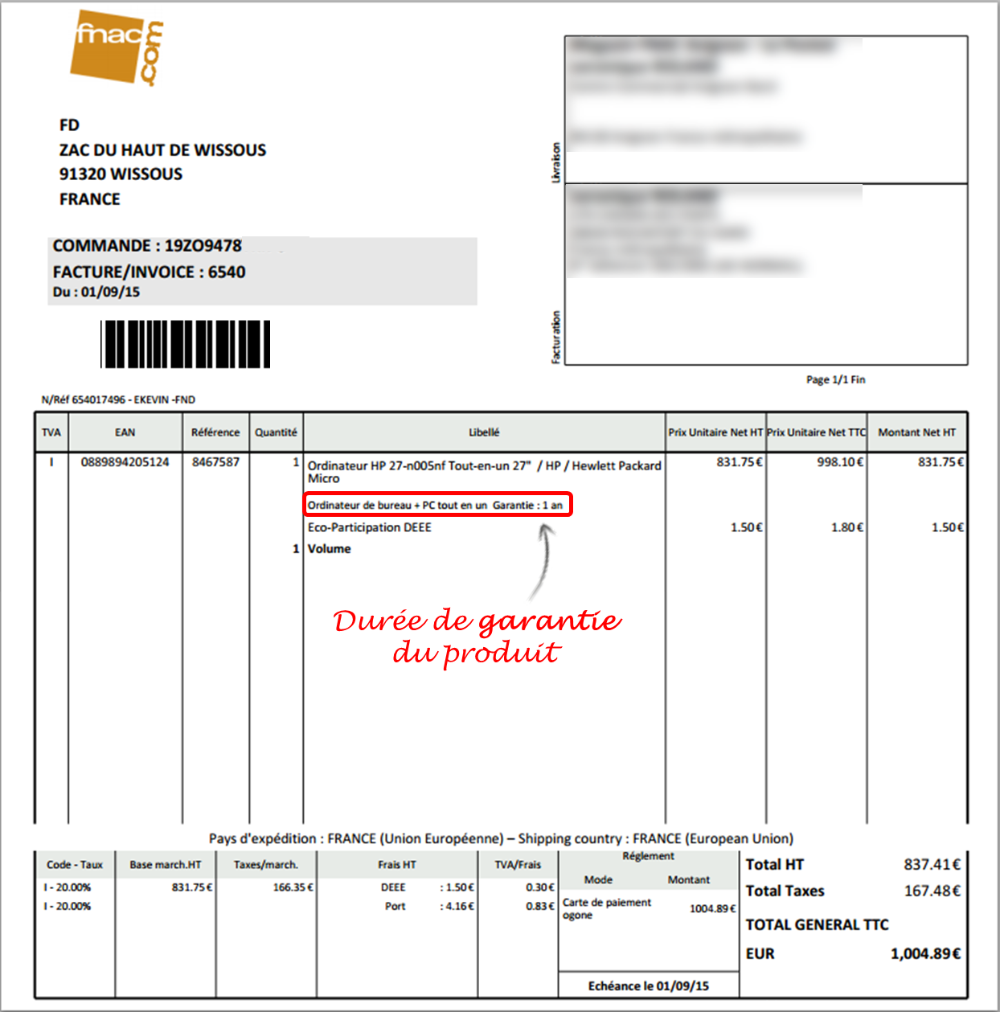 fnac.com
FD
ZAC DU HAUT DE WISSOUS
91320 WISSOUS
FRANCE
Livraison
COMMANDE : 19ZO9478
FACTURE/INVOICE : 6540
Du : 01/09/15
Facturation
Page 1/1 Fin
N/Réf 654017496 - EKEVIN -FND
TVA EAN Référence Quantité Libellé Prix Unitaire Net HT Prix Unitaire Net TTC Montant Net HT
I 0889894205124 8467587 1 Ordinateur HP 27-n005nf Tout-en-un 27" / HP / Hewlett Packard 831.75 € 998.10 € 831.75 €
Micro
Ordinateur de bureau + PC tout en un Garantie : 1 an
Eco-Participation DEEE 1.50 € 1.80 € 1.50 €
1 Volume
Durée de garantie
du produit
Pays d'expédition : FRANCE (Union Européenne) – Shipping country : FRANCE (European Union)
Code - Taux Base march.HT Taxes/march. Frais HT TVA/Frais
I - 20.00% 831.75 € 166.35 € DEEE : 1.50 € 0.30 €
I - 20.00% Port : 4.16 € 0.83 €
Réglement
Mode Montant
Carte de paiement
ogone 1004.89 €
Echéance le 01/09/15
Total HT 837.41 €
Total Taxes 167.48 €
TOTAL GENERAL TTC
EUR 1,004.89 €